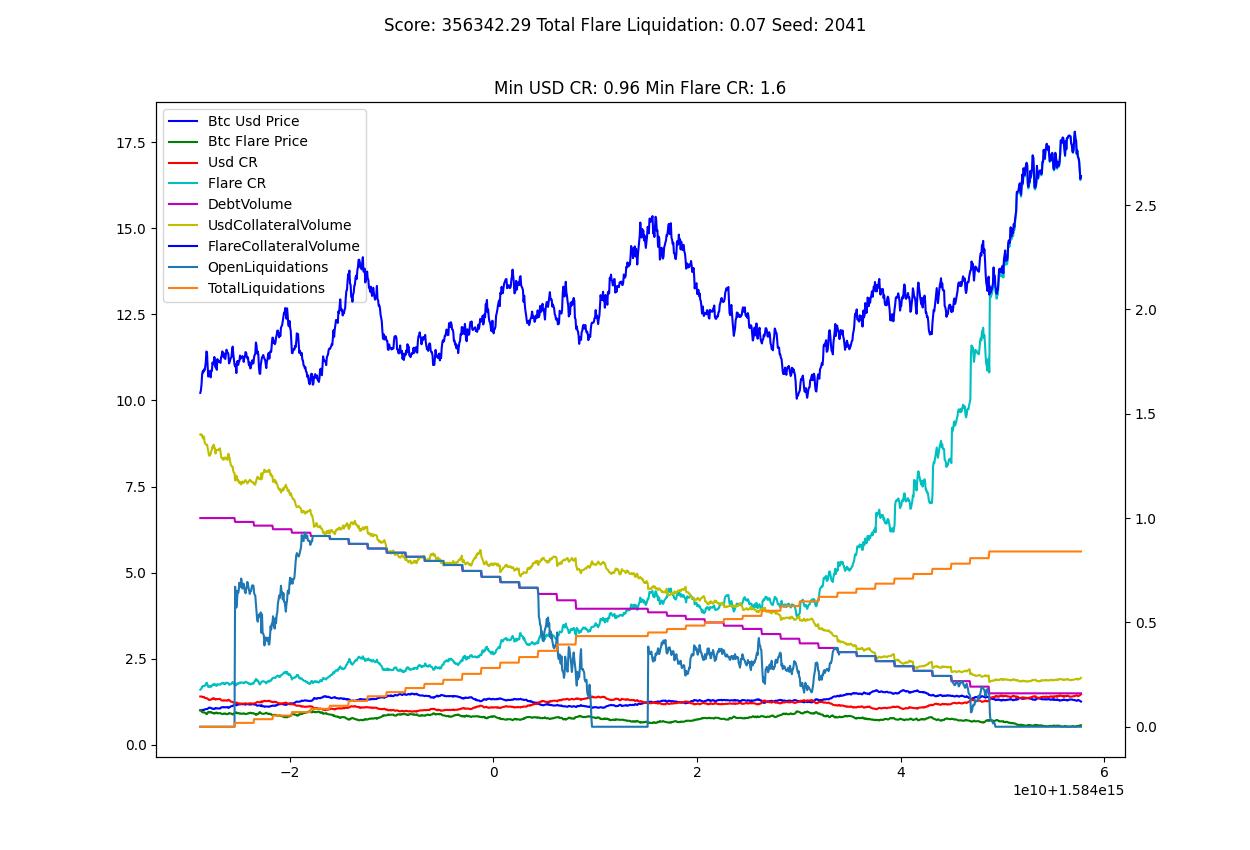 Score: 356342.29 Total Flare Liquidation: 0.07 Seed: 2041
Min USD CR: 0.96 Min Flare CR: 1.6
Btc Usd Price
Btc Flare Price
Usd CR
Flare CR
DebtVolume
UsdCollateralVolume
FlareCollateralVolume
OpenLiquidations
TotalLiquidations
17.5
15.0
12.5
10.0
7.5
5.0
2.5
0.0
2.5
2.0
1.5
1.0
0.5
0.0
−2 0 2 4 6
1e10+1.584e15